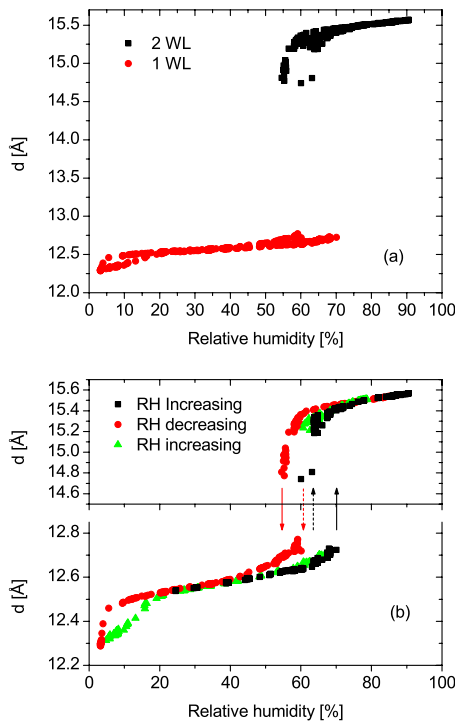 15.5
15.0
14.5
14.0
13.5
13.0
12.5
12.0
d [Å]
2 WL
1 WL
(a)
0 10 20 30 40 50 60 70 80 90 100
Relative humidity [%]
15.6
15.4
15.2
15.0
14.8
14.6
d [Å]
RH Increasing
RH decreasing
RH increasing
12.8
12.6
12.4
12.2
d [Å]
(b)
0 10 20 30 40 50 60 70 80 90 100
Relative humidity [%]